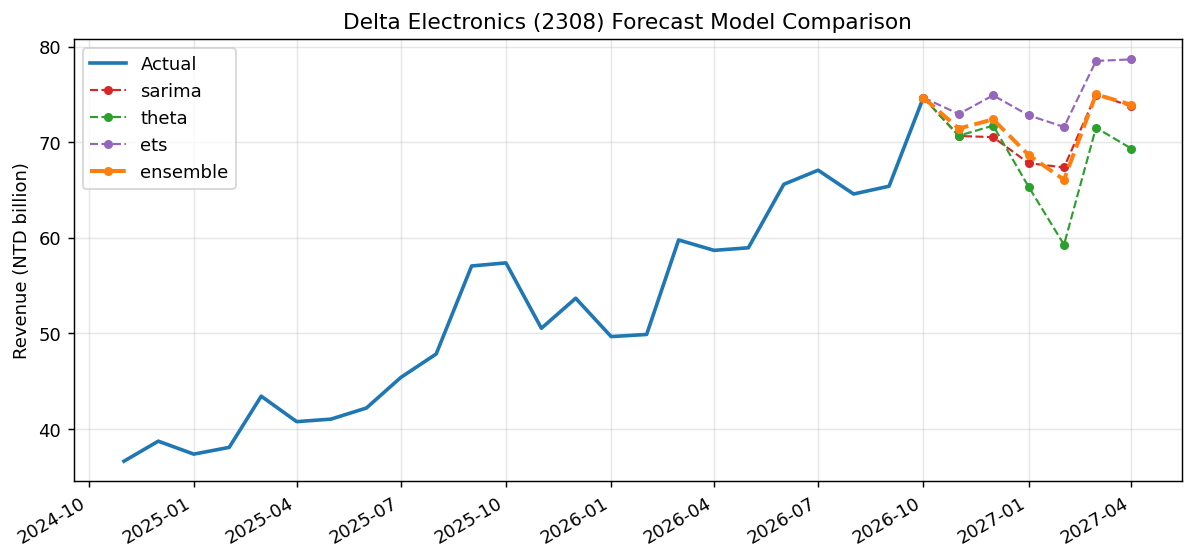 Delta Electronics (2308) Forecast Model Comparison
Revenue (NTD billion)
80
70
60
50
40
Actual
sarima
theta
ets
ensemble
2024-10
2025-01
2025-04
2025-07
2025-10
2026-01
2026-04
2026-07
2026-10
2027-01
2027-04